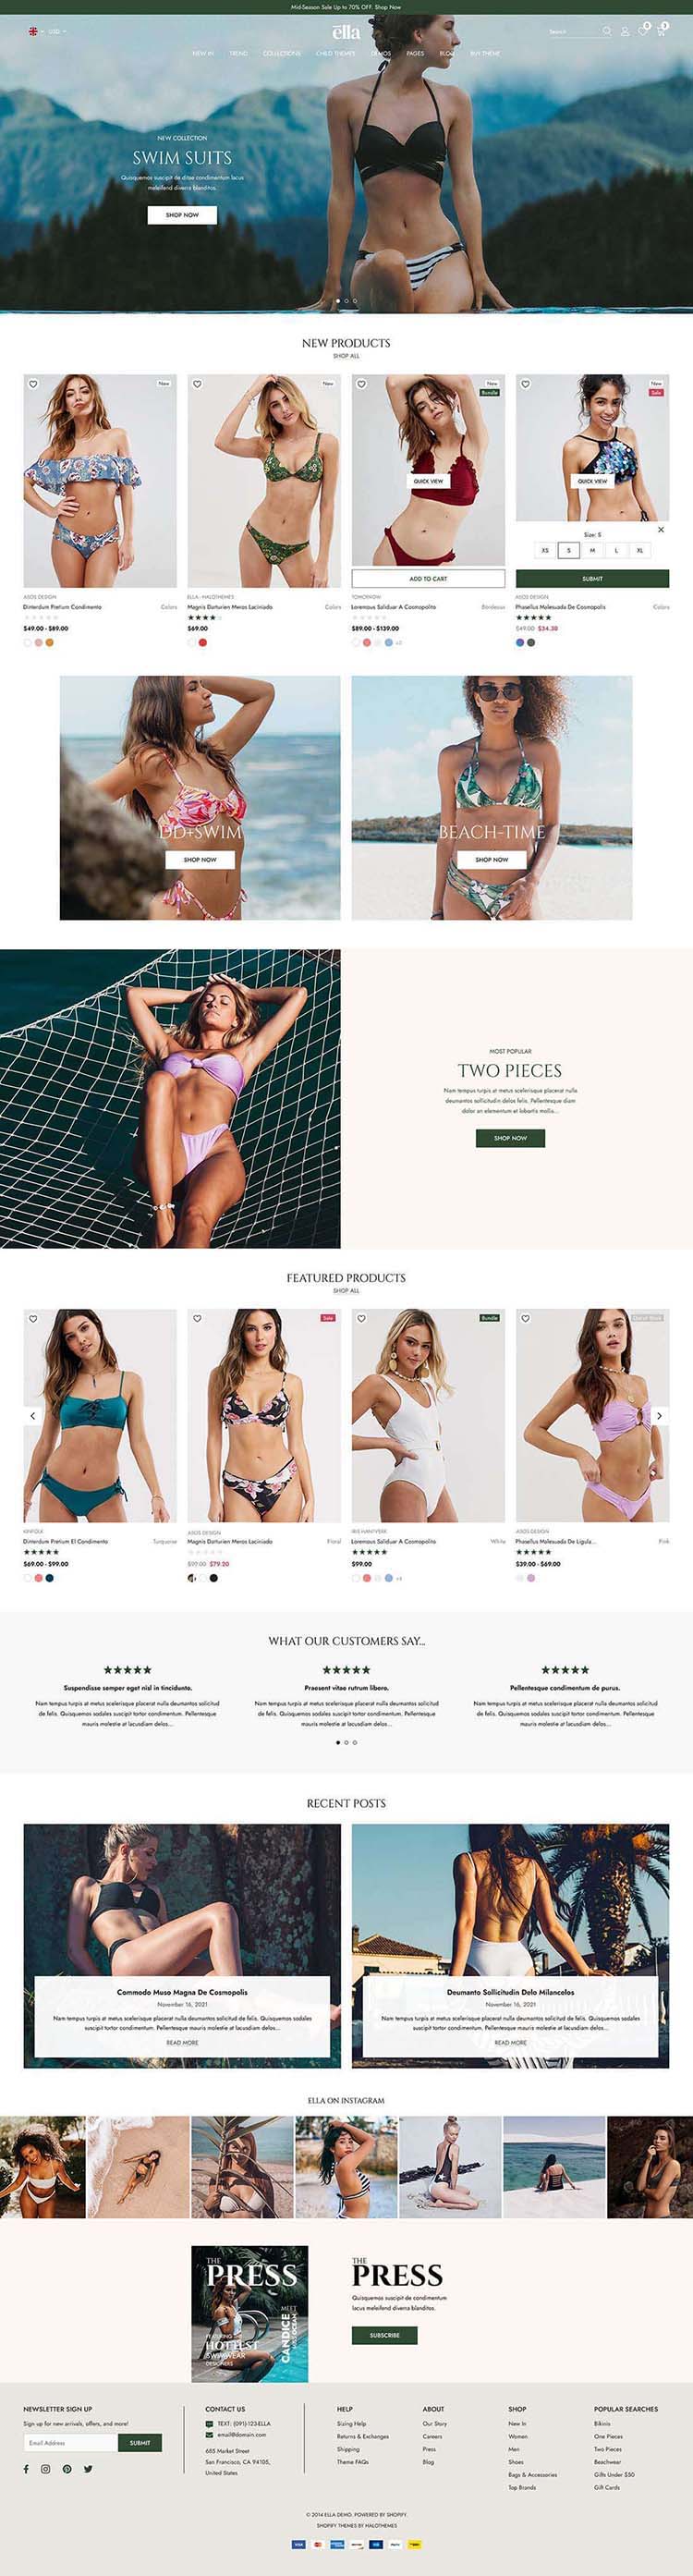 Mid-Season Sale Up to 70% OFF. Shop Now
USD
ella
Search
0
0
NEW IN
TREND
COLLECTIONS
CHILD THEMES
DEMOS
PAGES
BLOG
BUY THEME
NEW COLLECTION
SWIM SUITS
Quisquemos suscipit de ditae condimentum lacus
meleifend diverra blanditos.
SHOP NOW
NEW PRODUCTS
SHOP ALL
New
New
New
Bundle
New
Sale
QUICK VIEW
QUICK VIEW
Size: S
XS S M L XL
ADD TO CART
SUBMIT
ASOS DESIGN
Dinterdum Pretium Condimento
Colors
$49.00 - $89.00
ELLA - HALOTHEMES
Magnis Darturien Meros Laciniado
Colors
$69.00
TOMORROW
Loremous Saliduar A Cosmopolito
Bordeaux
$89.00 - $139.00
+2
ASOS DESIGN
Phasellus Malesuada De Cosmopolis
Colors
$49.00 $34.30
DD+SWIM
SHOP NOW
BEACH-TIME
SHOP NOW
MOST POPULAR
TWO PIECES
Nam tempus turpis at metus scelerisque placerat nulla
deumantos sollicitudin delos felis. Pellentesque diam
dolor an elementum et lobortis mollis...
SHOP NOW
FEATURED PRODUCTS
SHOP ALL
Sale
Bundle
Out of Stock
KINFOLK
Dinterdum Pretium El Condimento
Turquoise
$69.00 - $99.00
ASOS DESIGN
Magnis Darturien Meros Laciniado
Floral
$99.00 $79.20
Loremous Saliduar A Cosmopolito
White
$99.00
+4
ASOS DESIGN
Phasellus Malesuada De Ligula...
Pink
$39.00 - $69.00
WHAT OUR CUSTOMERS SAY...
Suspendisse semper eget nisl in tincidunto.
Nam tempus turpis at metus scelerisque placerat nulla deumantos solicitud
de felis. Quisquemos sodales suscipit tortor condimentum. Pellentesque
mauris molestie at lacusdiam delos...
Praesent vitae rutrum libero.
Nam tempus turpis at metus scelerisque placerat nulla deumantos solicitud
de felis. Quisquemos sodales suscipit tortor condimentum. Pellentesque
mauris molestie at lacusdiam delos...
Pellentesque condimentum de purus.
Nam tempus turpis at metus scelerisque placerat nulla deumantos solicitud
de felis. Quisquemos sodales suscipit tortor condimentum. Pellentesque
mauris molestie at lacusdiam delos...
RECENT POSTS
Commodo Muso Magna De Cosmopolis
November 16, 2021
Nam tempus turpis at metus scelerisque placerat nulla deumantos solicitud de felis. Quisquemos sodales
suscipit tortor condimentum. Pellentesque mauris molestie at lacusdiam delos...
READ MORE
Deumanto Sollicitudin Delo Milancelos
November 16, 2021
Nam tempus turpis at metus scelerisque placerat nulla deumantos solicitud de felis. Quisquemos sodales
suscipit tortor condimentum. Pellentesque mauris molestie at lacusdiam delos...
READ MORE
ELLA ON INSTAGRAM
THE
PRESS
MEET
CANDICE
FEATURING THE
HOTTEST
SWIMWEAR
DESIGNERS
THE
PRESS
Quisquemos suscipit de condimentum
lacus meleifend diverra blanditos.
SUBSCRIBE
NEWSLETTER SIGN UP
Sign up for new arrivals, offers, and more!
Email Address
SUBMIT
CONTACT US
TEXT: (091)-123-ELLA
email@domain.com
685 Market Street
San Francisco, CA 94105,
United States
HELP
Sizing Help
Returns & Exchanges
Shipping
Theme FAQs
ABOUT
Our Story
Careers
Press
Blog
SHOP
New In
Women
Men
Shoes
Bags & Accessories
Top Brands
POPULAR SEARCHES
Bikinis
One Pieces
Two Pieces
Beachwear
Gifts Under $50
Gift Cards
© 2014 ELLA DEMO. POWERED BY SHOPIFY.
SHOPIFY THEMES BY HALOTHEMES
VISA